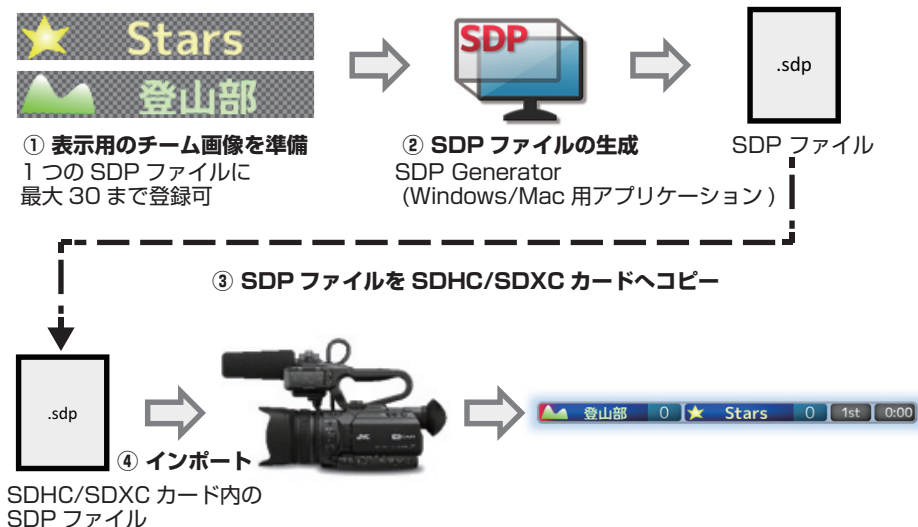 Stars
登山部
SDP
.sdp
① 表示用のチーム画像を準備
1 つの SDP ファイルに
最大 30 まで登録可
② SDP ファイルの生成
SDP Generator
(Windows/Mac 用アプリケーション )
SDP ファイル
③ SDP ファイルを SDHC/SDXC カードへコピー
.sdp
④ インポート
SDHC/SDXC カード内の
SDP ファイル
JVC
登山部 0 Stars 0 1st 0:00